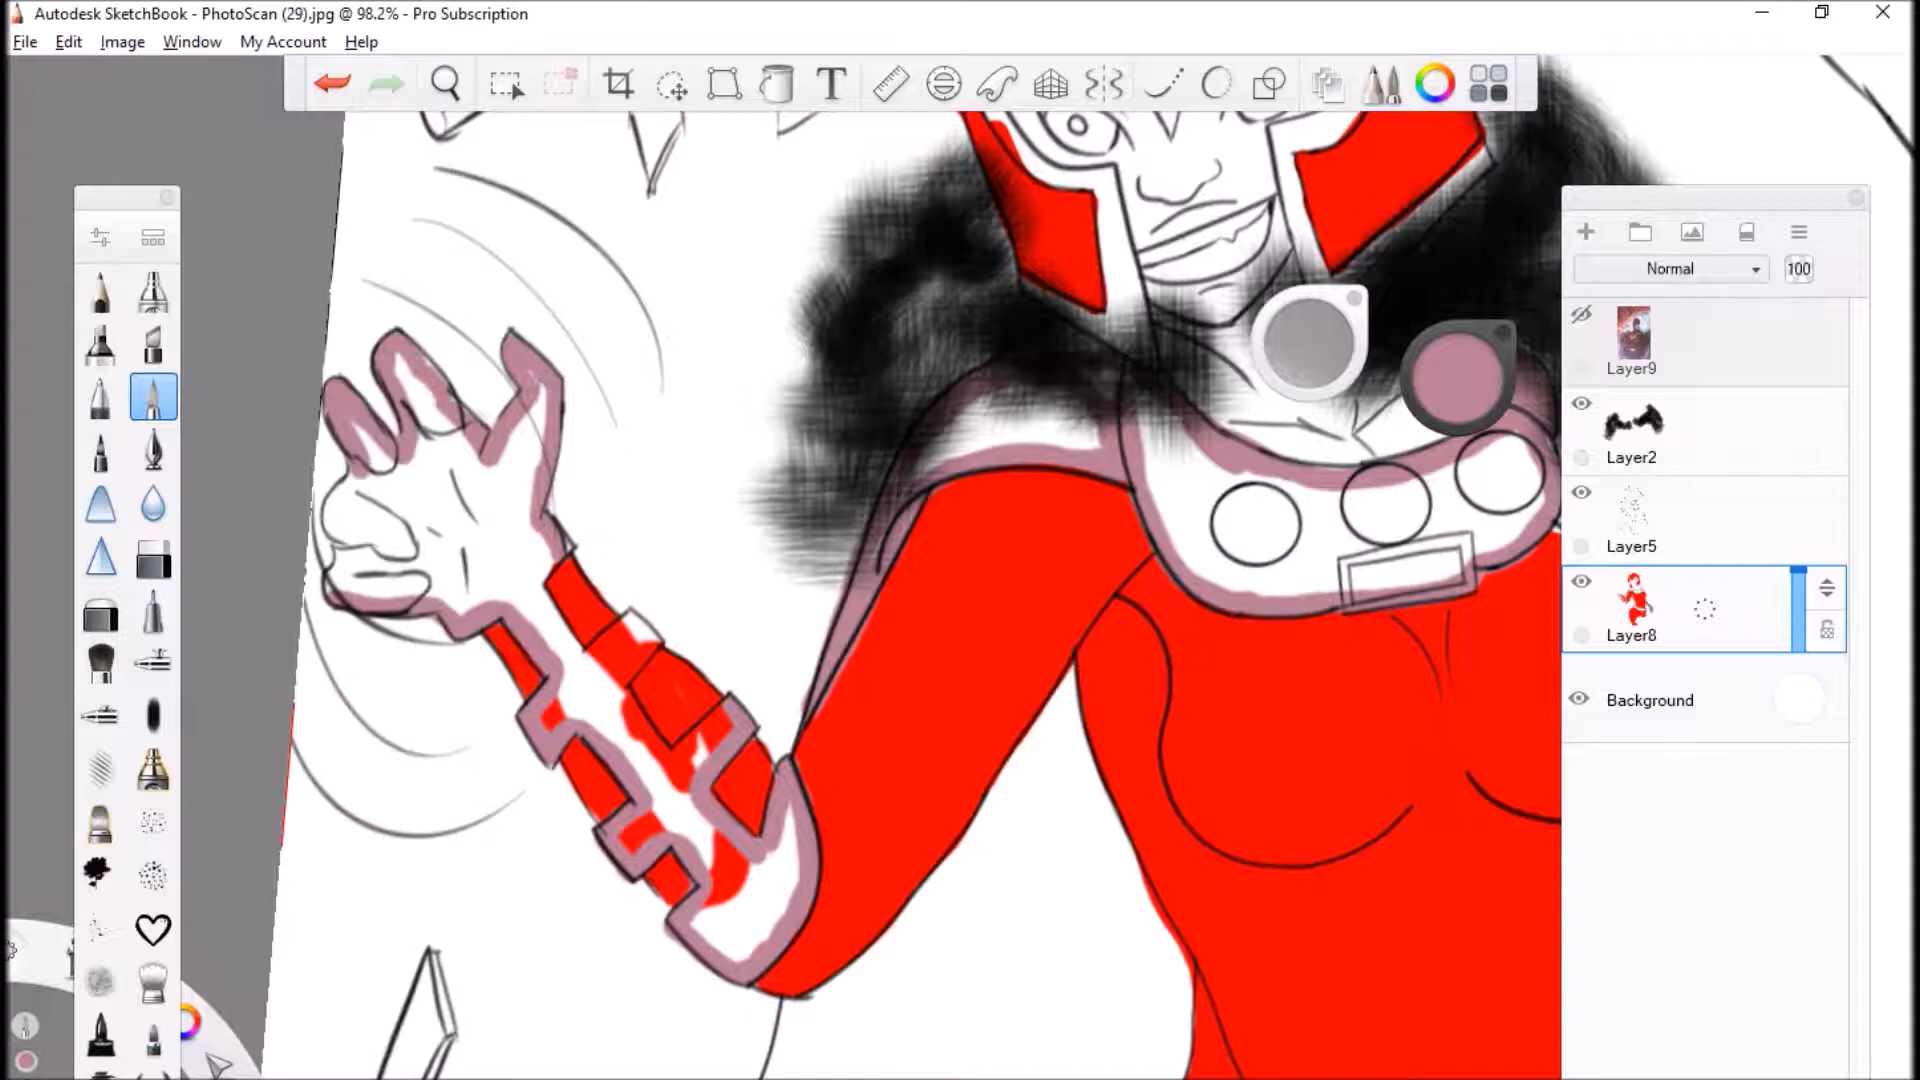 Autodesk SketchBook - PhotoScan (29).jpg @ 98.2% - Pro Subscription
File Edit Image Window My Account Help
T
Normal 100
Layer9
Layer2
Layer5
Layer8
Background